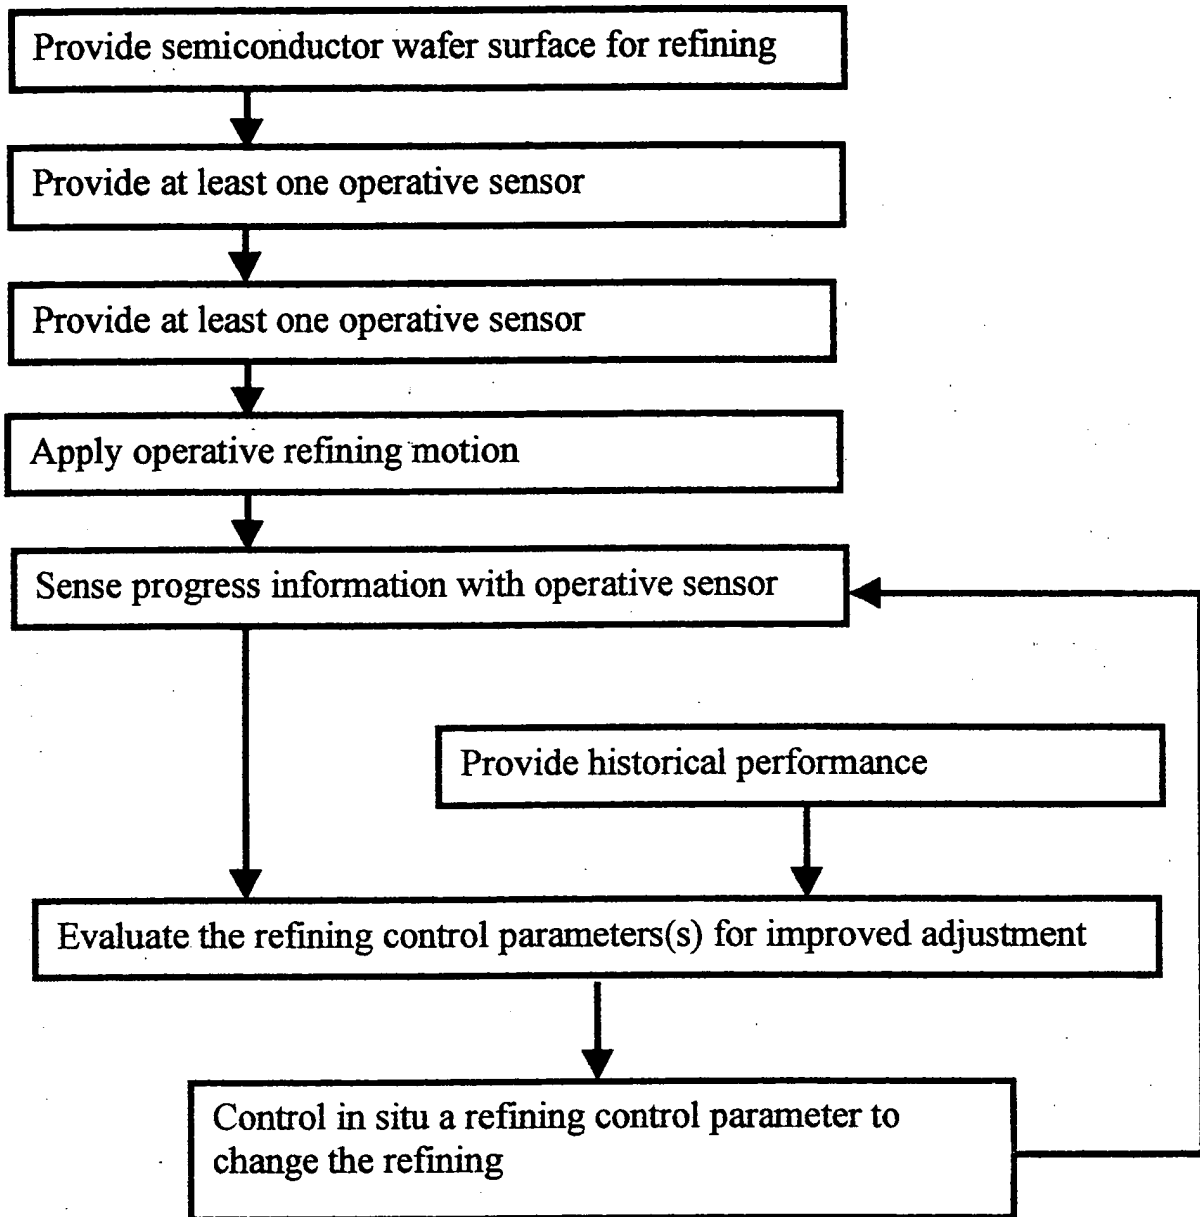 Provide semiconductor wafer surface for refining
Provide at least one operative sensor
Provide at least one operative sensor
Apply operative refining motion
Sense progress information with operative sensor
Provide historical performance
Evaluate the refining control parameters(s) for improved adjustment
Control in situ a refining control parameter to
change the refining